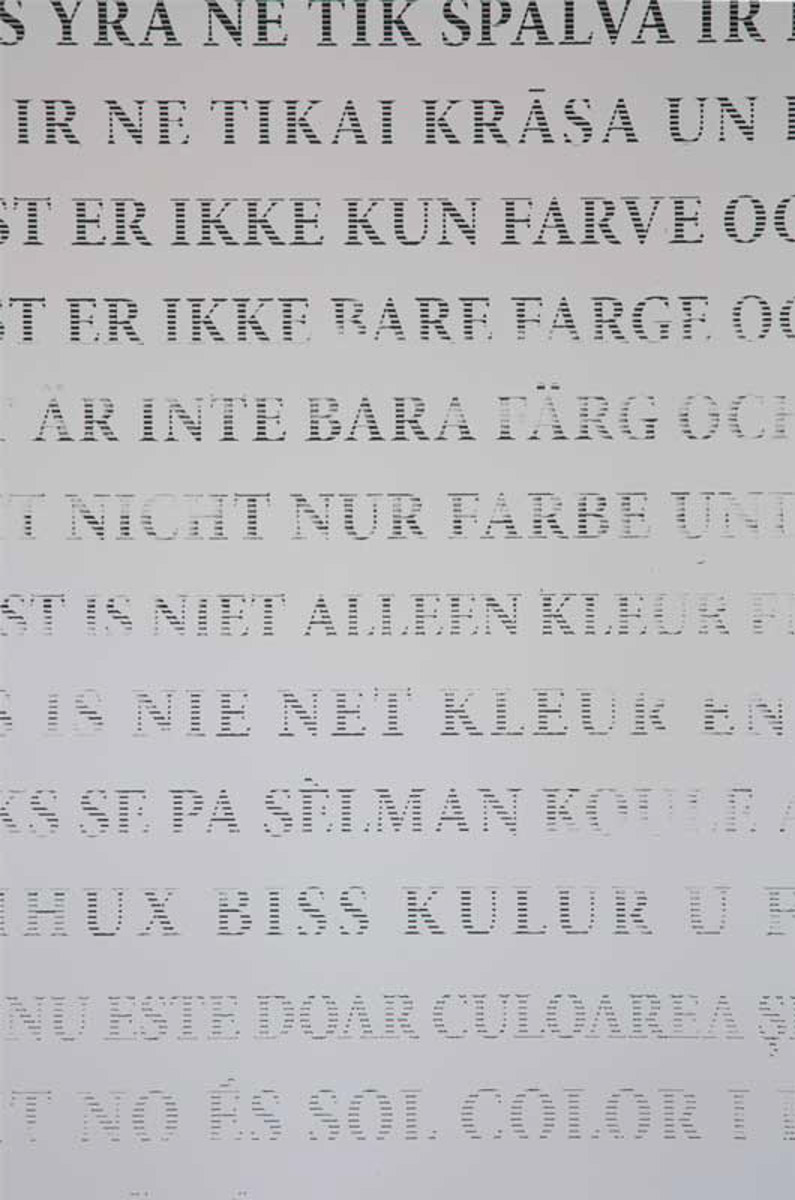 S YRA NE TIK SPALVA IR
IR NE TIKAI KRĀSA UN
ST ER IKKE KUN FARVE OG
ST ER IKKE BARE FARGE OG
ÄR INTE BARA FÄRG OCH
T NICHT NUR FARBE UND
ST IS NIET ALLEEN KLEUR
S IS NIE NET KLEUR EN
KS SE PA SÈLMAN KOULE
MHUX BISS KULUR U
NU ESTE DOAR CULOAREA ȘI
T NO ÉS SOL COLOR I